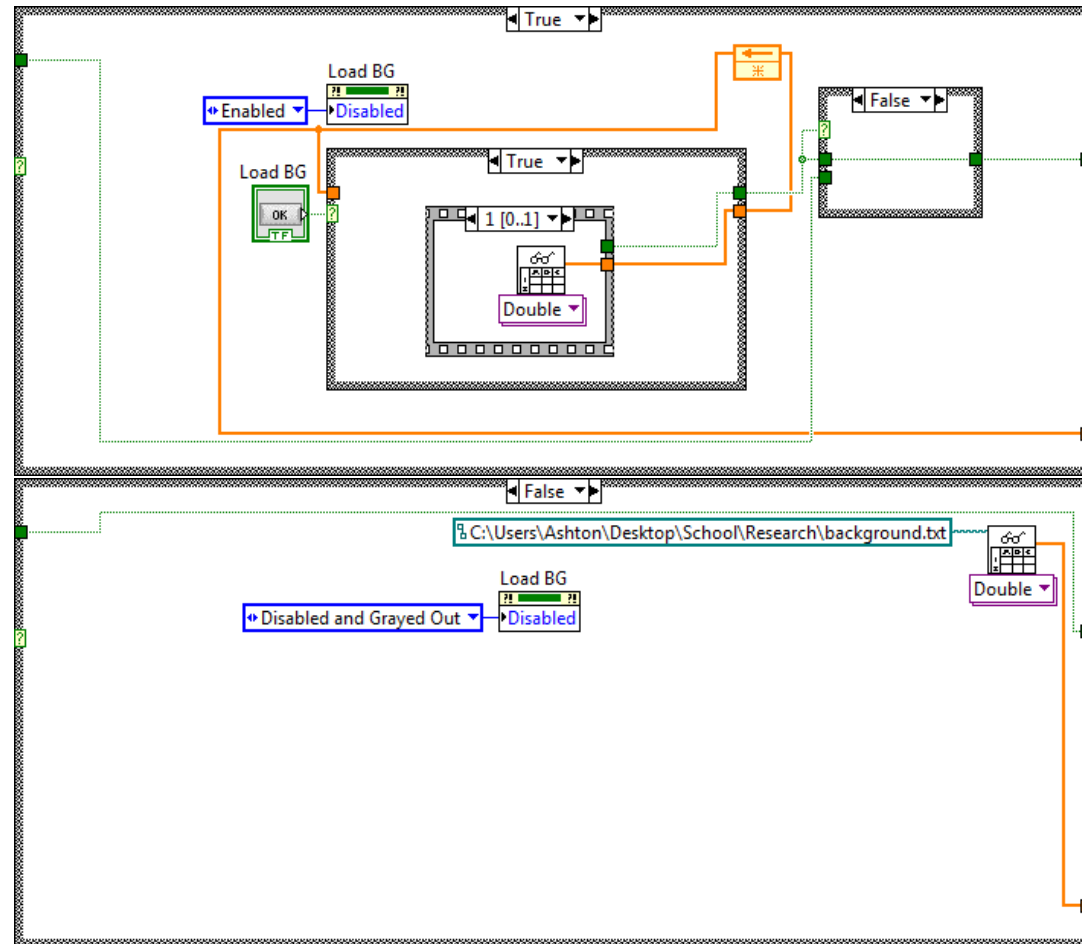 True
Load BG
?! ?!
Enabled
Disabled
False
?
True
Load BG
?
OK
TF
?
1 [0..1]
Double
False
C:\Users\Ashton\Desktop\School\Research\background.txt
Double
Load BG
?! ?!
Disabled and Grayed Out
Disabled
?